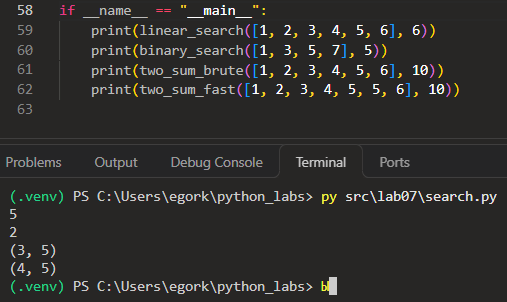 58 if __name__ == "__main__":
59 print(linear_search([1, 2, 3, 4, 5, 6], 6))
60 print(binary_search([1, 3, 5, 7], 5))
61 print(two_sum_brute([1, 2, 3, 4, 5, 6], 10))
62 print(two_sum_fast([1, 2, 3, 4, 5, 5, 6], 10))
63
Problems Output Debug Console Terminal Ports
(.venv) PS C:\Users\egork\python_labs> py src\lab07\search.py
5
2
(3, 5)
(4, 5)
(.venv) PS C:\Users\egork\python_labs>